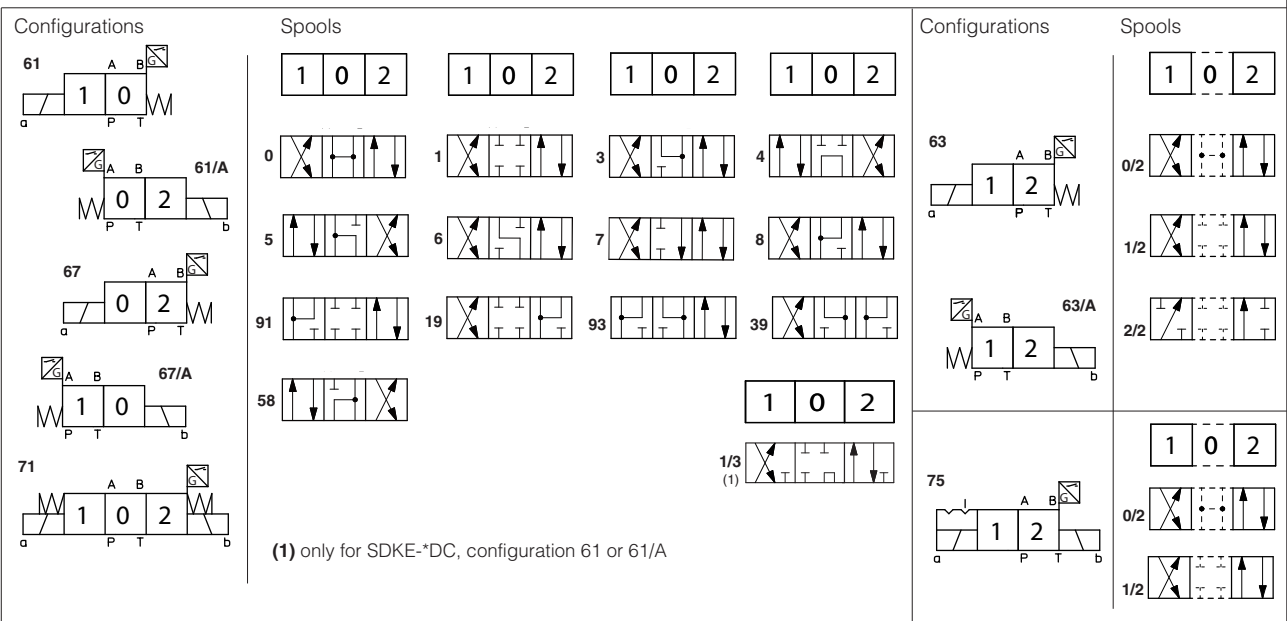 Configurations
Spools
61
A B
G
1 0
a
P T
G
A B
61/A
0 2
P T
b
67
A B
G
0 2
a
P T
G
A B
67/A
1 0
P T
b
71
A B
G
1 0 2
a
P T
b
1 0 2
1 0 2
1 0 2
1 0 2
0
1
3
4
5
6
7
8
91
19
93
39
58
1 0 2
1/3
(1)
(1) only for SDKE-*DC, configuration 61 or 61/A
Configurations
Spools
63
A B
G
1 2
a
P T
G
A B
63/A
1 2
P T
b
1 0 2
0/2
1/2
2/2
75
A B
G
1 2
a
P T
b
1 0 2
0/2
1/2